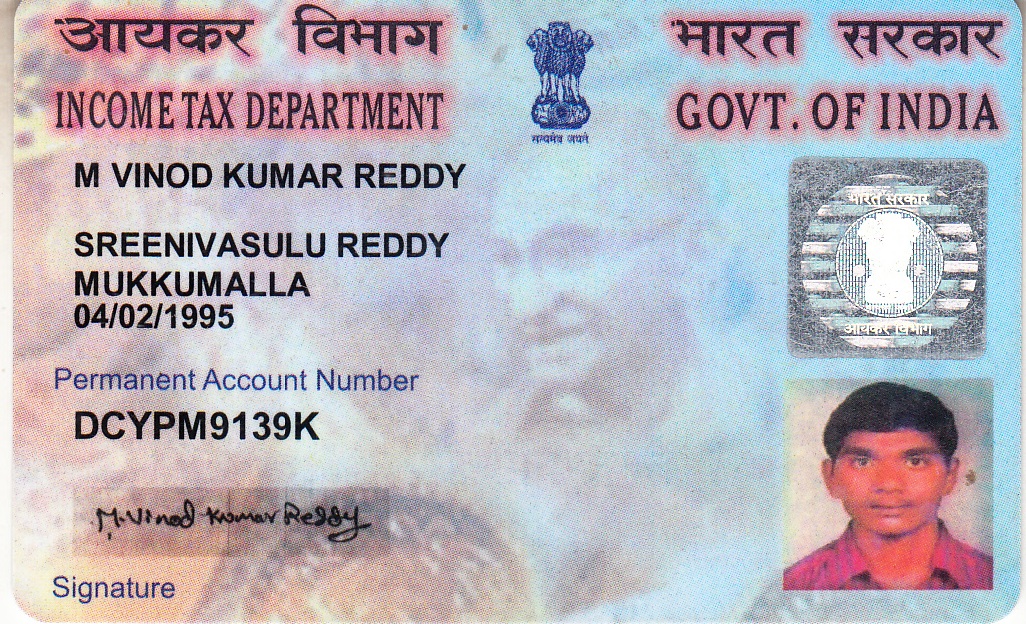 आयकर विभाग
भारत सरकार
INCOME TAX DEPARTMENT
GOVT. OF INDIA
सत्यमेव जयते
M VINOD KUMAR REDDY
SREENIVASULU REDDY
MUKKUMALLA
04/02/1995
भारत सरकार
आयकर विभाग
Permanent Account Number
DCYPM9139K
M. Vinod Kumar Reddy
Signature